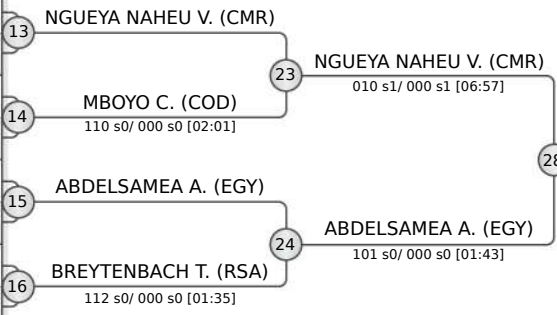 NGUEYA NAHEU V. (CMR)
13
23
NGUEYA NAHEU V. (CMR)
010 s1/ 000 s1 [06:57]
MBOYO C. (COD)
14
110 s0/ 000 s0 [02:01]
28
ABDELSAMEA A. (EGY)
15
24
ABDELSAMEA A. (EGY)
101 s0/ 000 s0 [01:43]
BREYTENBACH T. (RSA)
16
112 s0/ 000 s0 [01:35]